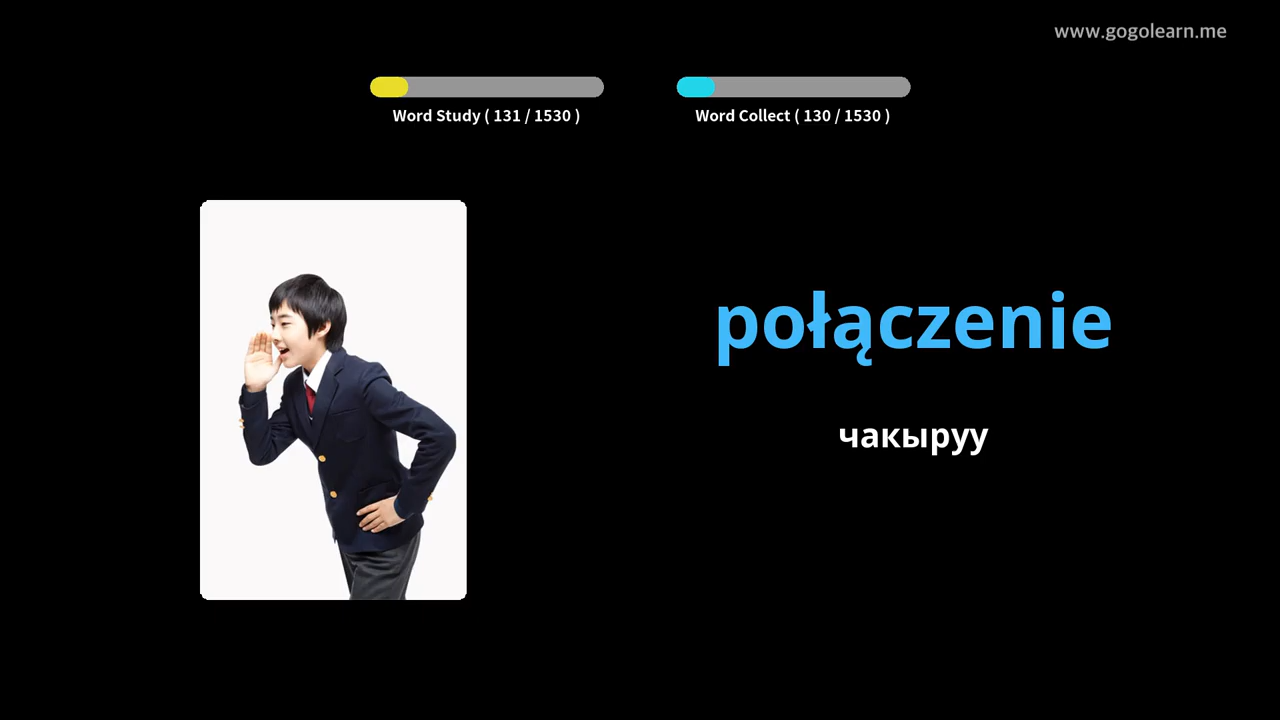 www.gogolearn.me
Word Study ( 131 / 1530 )
Word Collect ( 130 / 1530 )
połączenie
чакыруу